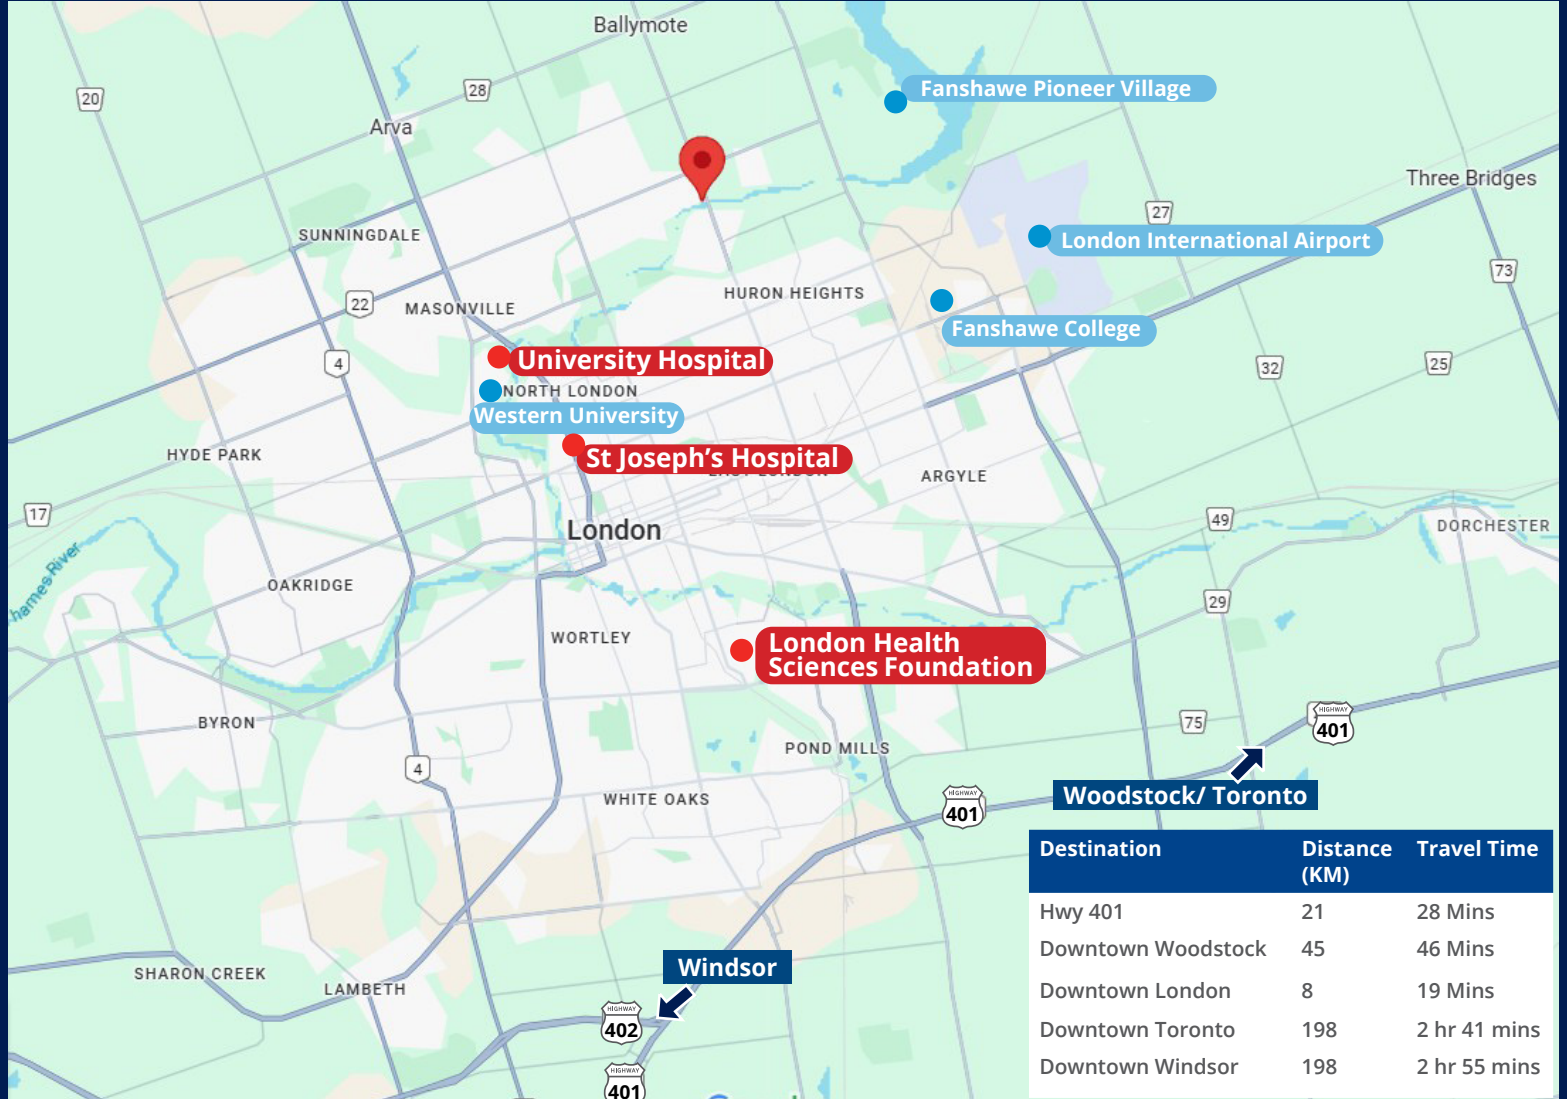 Ballymote
Fanshawe Pioneer Village
20
28
Arva
Three Bridges
27
SUNNINGDALE
London International Airport
73
HURON HEIGHTS
22
MASONVILLE
Fanshawe College
4
University Hospital
32
25
NORTH LONDON
Western University
HYDE PARK
St Joseph's Hospital
ARGYLE
17
49
DORCHESTER
London
hames River
OAKRIDGE
29
WORTLEY
London Health
Sciences Foundation
BYRON
75
HIGHWAY
401
POND MILLS
4
WHITE OAKS
Woodstock/ Toronto
HIGHWAY
401
Destination Distance (KM) Travel Time
Hwy 401 21 28 Mins
Downtown Woodstock 45 46 Mins
Downtown London 8 19 Mins
Downtown Toronto 198 2 hr 41 mins
Downtown Windsor 198 2 hr 55 mins
Windsor
SHARON CREEK
LAMBETH
HIGHWAY
402
HIGHWAY
401